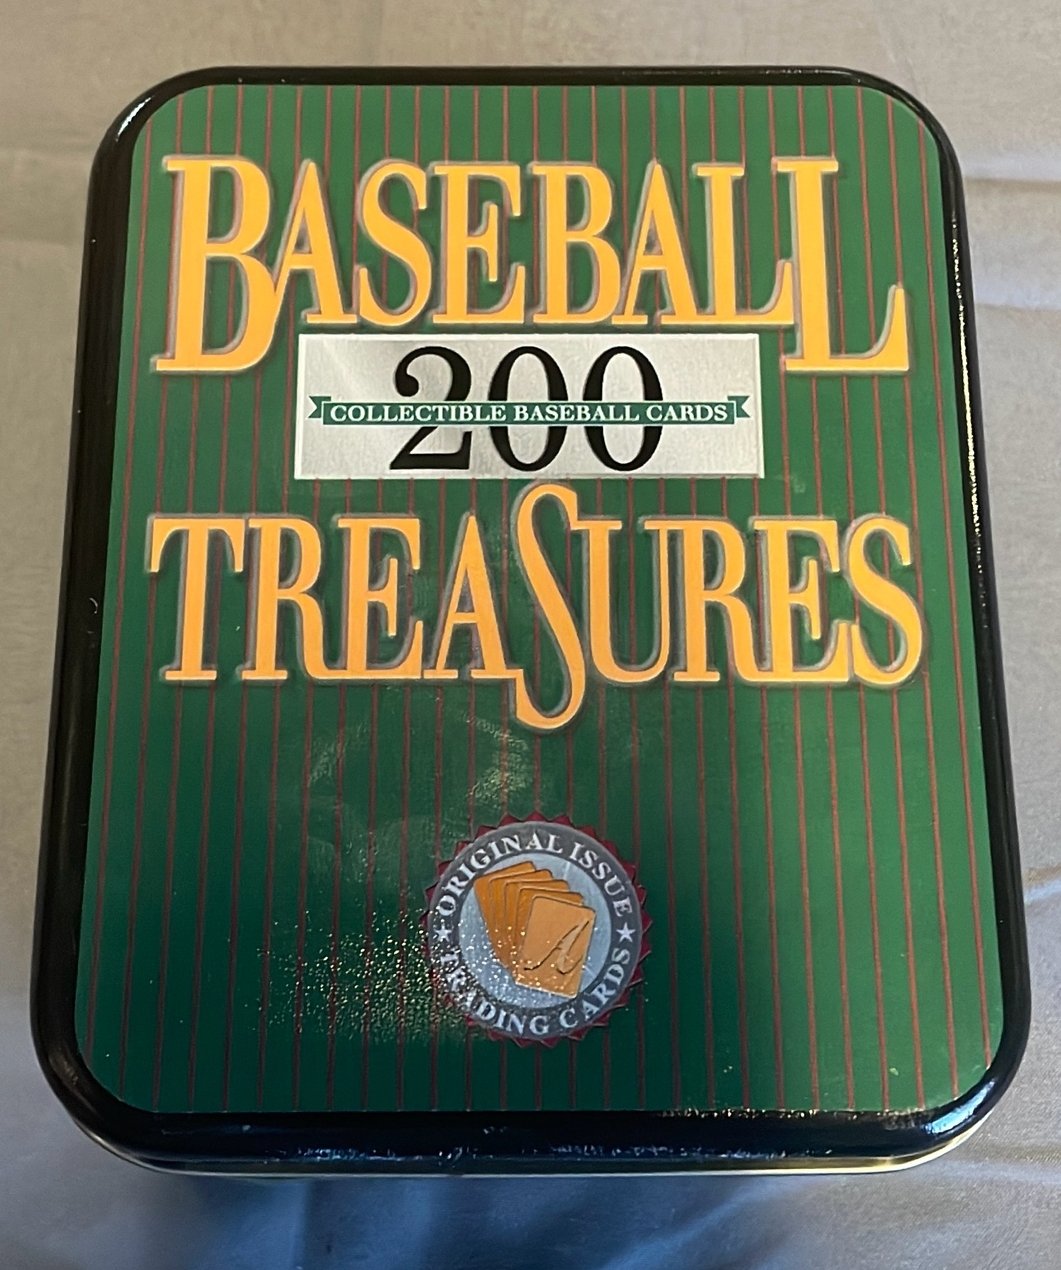 BASEBALL
200
COLLECTIBLE BASEBALL CARDS
TREASURES
ORIGINAL ISSUE
TRADING CARDS
A